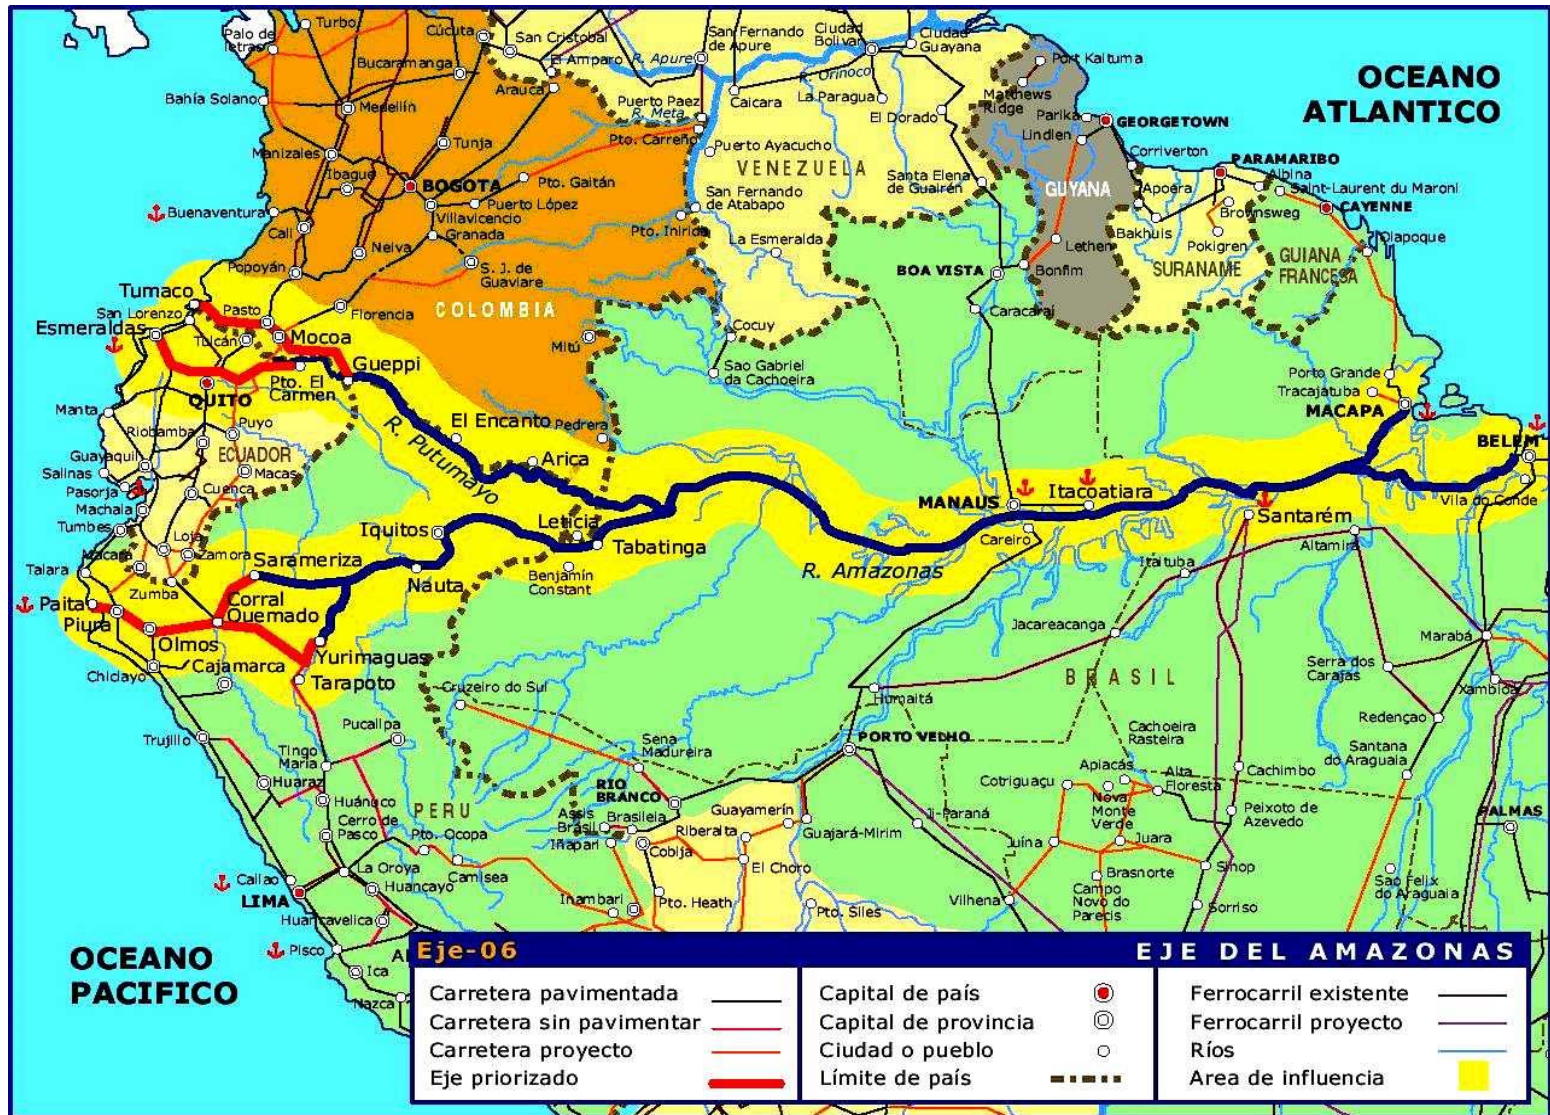 Turbo
Cúcuta
San Cristobal
San Fernando
de Apure
Ciudad
Bolivar
Ciudad
Guayana
Palo de
letras
Bucaramanga
El Amparo
R. Apure
R. Orinoco
Port Kaituma
OCEANO
ATLANTICO
Bahía Solano
Medellín
Arauca
Puerto Paez
R. Meta
Caicara
La Paragua
El Dorado
Matthews
Ridge
Parika
GEORGETOWN
Linden
Manizales
Tunja
Pto. Carreño
Puerto Ayacucho
VENEZUELA
Corriverton
PARAMARIBO
Albina
Ibague
BOGOTA
Pto. Gaitán
Santa Elena
de Guairén
GUYANA
Apoera
Saint-Laurent du Maroni
CAYENNE
Buenaventura
Puerto López
Villavicencio
San Fernando
de Atabapo
Brownsweg
Cali
Granada
Pto. Inirida
La Esmeralda
Bakhuis
Pokigren
Oiapoque
Neiva
Lethen
Popoyán
S. J. de
Guaviare
BOA VISTA
Bonfim
SURANAME
GUIANA
FRANCESA
Tumaco
San Lorenzo
Pasto
Florencia
COLOMBIA
Caracaraí
Esmeraldas
Tulcán
Mocoa
Mitú
Cocuy
Gueppi
Pto. El
Carmen
Sao Gabriel
da Cachoeira
Porto Grande
Tracajatuba
QUITO
MACAPA
Manta
Puyo
R. Putumayo
El Encanto
Pedrera
Riobamba
BELEM
Guayaquil
ECUADOR
Arica
Salinas
Macas
Pasorja
Cuenca
MANAUS
Itacoatiara
Vila do Conde
Machala
Iquitos
Leticia
Santarém
Tumbes
Loja
Tabatinga
Careiro
Altamira
Macara
Zamora
Sarameriza
Talara
Nauta
Benjamín
Constant
R. Amazonas
Itaituba
Zumba
Paita
Piura
Corral
Quemado
Olmos
Jacareacanga
Marabá
Cajamarca
Yurimaguas
Chiclayo
Tarapoto
Cruzeiro do Sul
Humaitá
BRASIL
Serra dos
Carajas
Xambioa
Pucallpa
Redençao
Trujillo
Tingo
Maria
Sena
Madureira
PORTO VELHO
Cachoeira
Rasteira
Santana
do Araguaia
Huaraz
RIO
BRANCO
Cotriguaçu
Apiacás
Alta
Floresta
Cachimbo
Huánuco
PERU
Guayamerín
Nova
Monte
Verde
Peixoto de
Azevedo
PALMAS
Cerro de
Pasco
Pto. Ocopa
Assis
Brasil
Brasileia
Riberalta
Guajará-Mirim
Ji-Paraná
Juina
Juara
Iñapari
Cobija
El Choro
La Oroya
Camisea
Brasnorte
Sinop
Callao
Huancayo
LIMA
Inambari
Pto. Heath
Pto. Siles
Vilhena
Campo
Novo do
Parecis
Sorriso
Sao Felix
do Araguaia
Huancavelica
OCEANO
PACIFICO
Pisco
Ica
Nazca
Eje-06
EJE DEL AMAZONAS
Carretera pavimentada
Capital de país
Ferrocarril existente
Carretera sin pavimentar
Capital de provincia
Ferrocarril proyecto
Carretera proyecto
Ciudad o pueblo
Ríos
Eje priorizado
Límite de país
Area de influencia